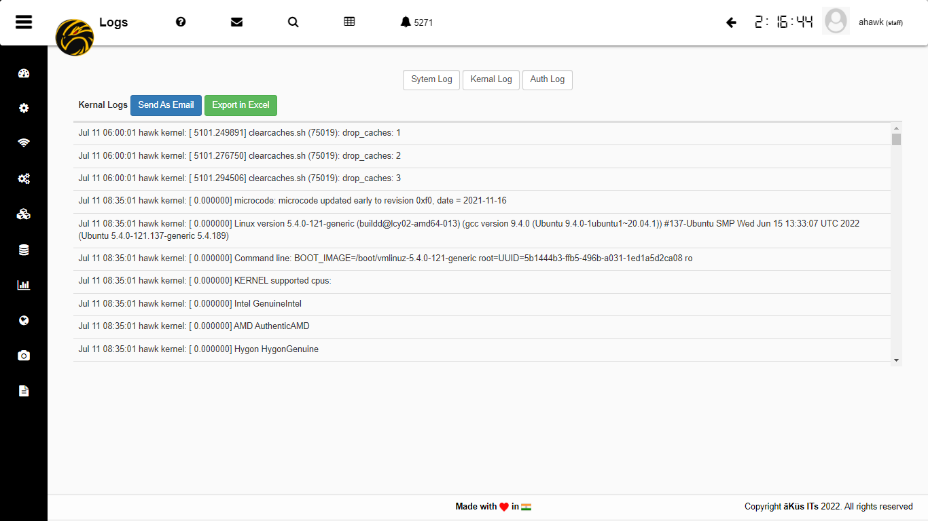 Logs
5271
2:16:44
ahawk (staff)
Sytem Log
Kernal Log
Auth Log
Kernal Logs
Send As Email
Export in Excel
Jul 11 06:00:01 hawk kernel: [ 5101.249891] clearcaches.sh (75019): drop_caches: 1
Jul 11 06:00:01 hawk kernel: [ 5101.276750] clearcaches.sh (75019): drop_caches: 2
Jul 11 06:00:01 hawk kernel: [ 5101.294506] clearcaches.sh (75019): drop_caches: 3
Jul 11 08:35:01 hawk kernel: [ 0.000000] microcode: microcode updated early to revision 0xf0, date = 2021-11-16
Jul 11 08:35:01 hawk kernel: [ 0.000000] Linux version 5.4.0-121-generic (buildd@lcy02-amd64-013) (gcc version 9.4.0 (Ubuntu 9.4.0-1ubuntu1~20.04.1)) #137-Ubuntu SMP Wed Jun 15 13:33:07 UTC 2022
(Ubuntu 5.4.0-121.137-generic 5.4.189)
Jul 11 08:35:01 hawk kernel: [ 0.000000] Command line: BOOT_IMAGE=/boot/vmlinuz-5.4.0-121-generic root=UUID=5b1444b3-ffb5-496b-a031-1ed1a5d2ca08 ro
Jul 11 08:35:01 hawk kernel: [ 0.000000] KERNEL supported cpus:
Jul 11 08:35:01 hawk kernel: [ 0.000000] Intel GenuineIntel
Jul 11 08:35:01 hawk kernel: [ 0.000000] AMD AuthenticAMD
Jul 11 08:35:01 hawk kernel: [ 0.000000] Hygon HygonGenuine
Made with ❤ in 🇮🇳
Copyright āKüs ITs 2022. All rights reserved